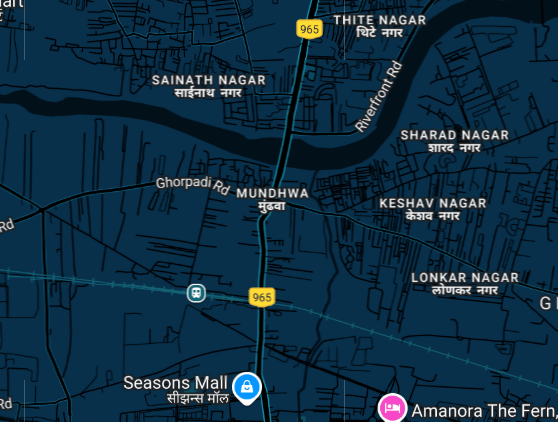 965
THITE NAGAR
थिटे नगर
SAINATH NAGAR
साईनाथ नगर
Riverfront Rd
SHARAD NAGAR
शारद नगर
Ghorpadi Rd
MUNDHWA
मुंढवा
KESHAV NAGAR
केशव नगर
Rd
LONKAR NAGAR
लोणकर नगर
965
G
Seasons Mall
सीझन्स मॉल
Rd
Amanora The Fern,